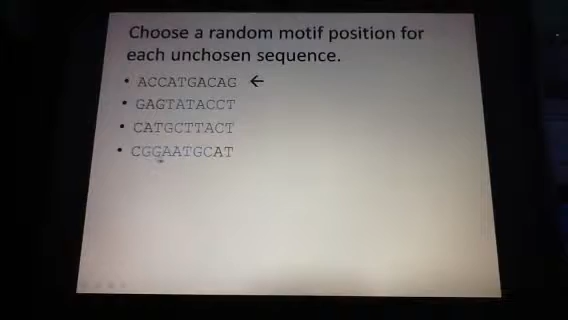 Choose a random motif position for
each unchosen sequence.
• ACCATGACAG ←
• GAGTATACCT
• CATGCTTACT
• CGGAATGCAT